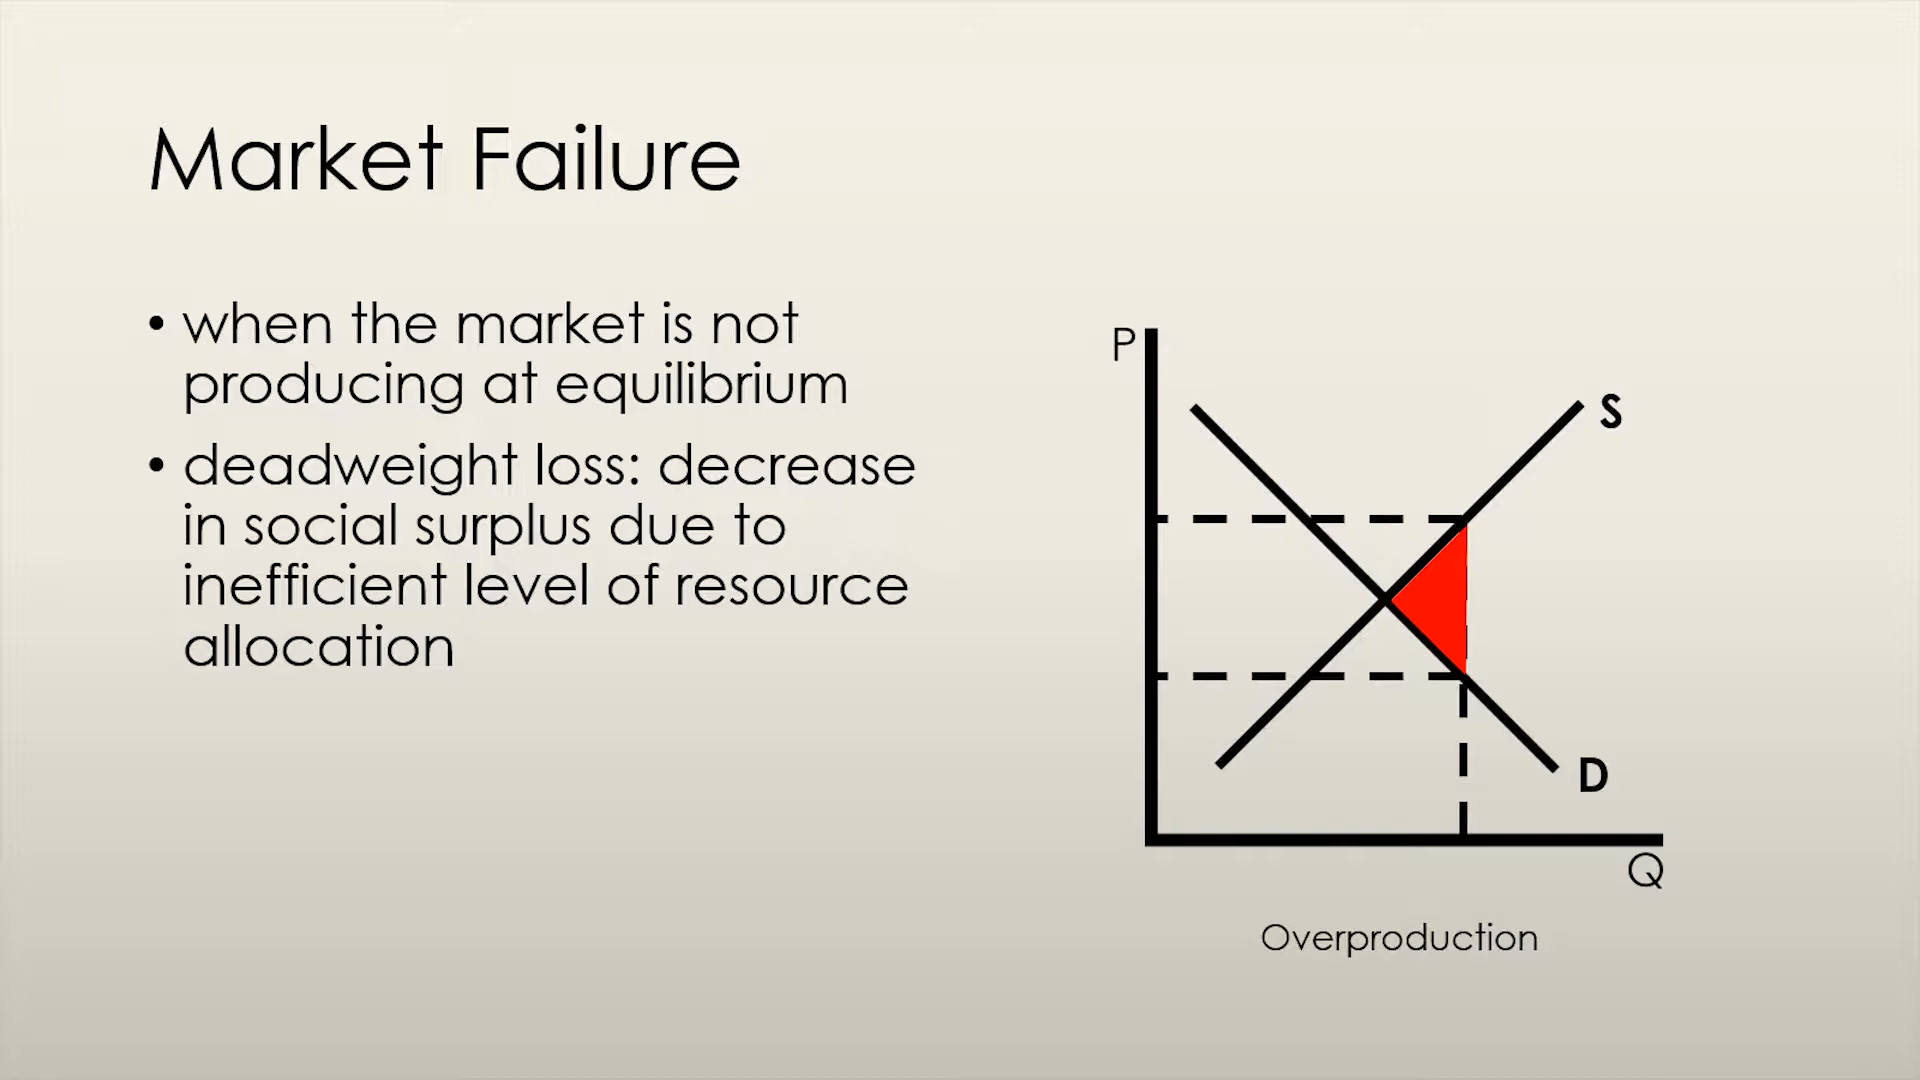 Market Failure
• when the market is not
producing at equilibrium
• deadweight loss: decrease
in social surplus due to
inefficient level of resource
allocation
P
S
D
Q
Overproduction